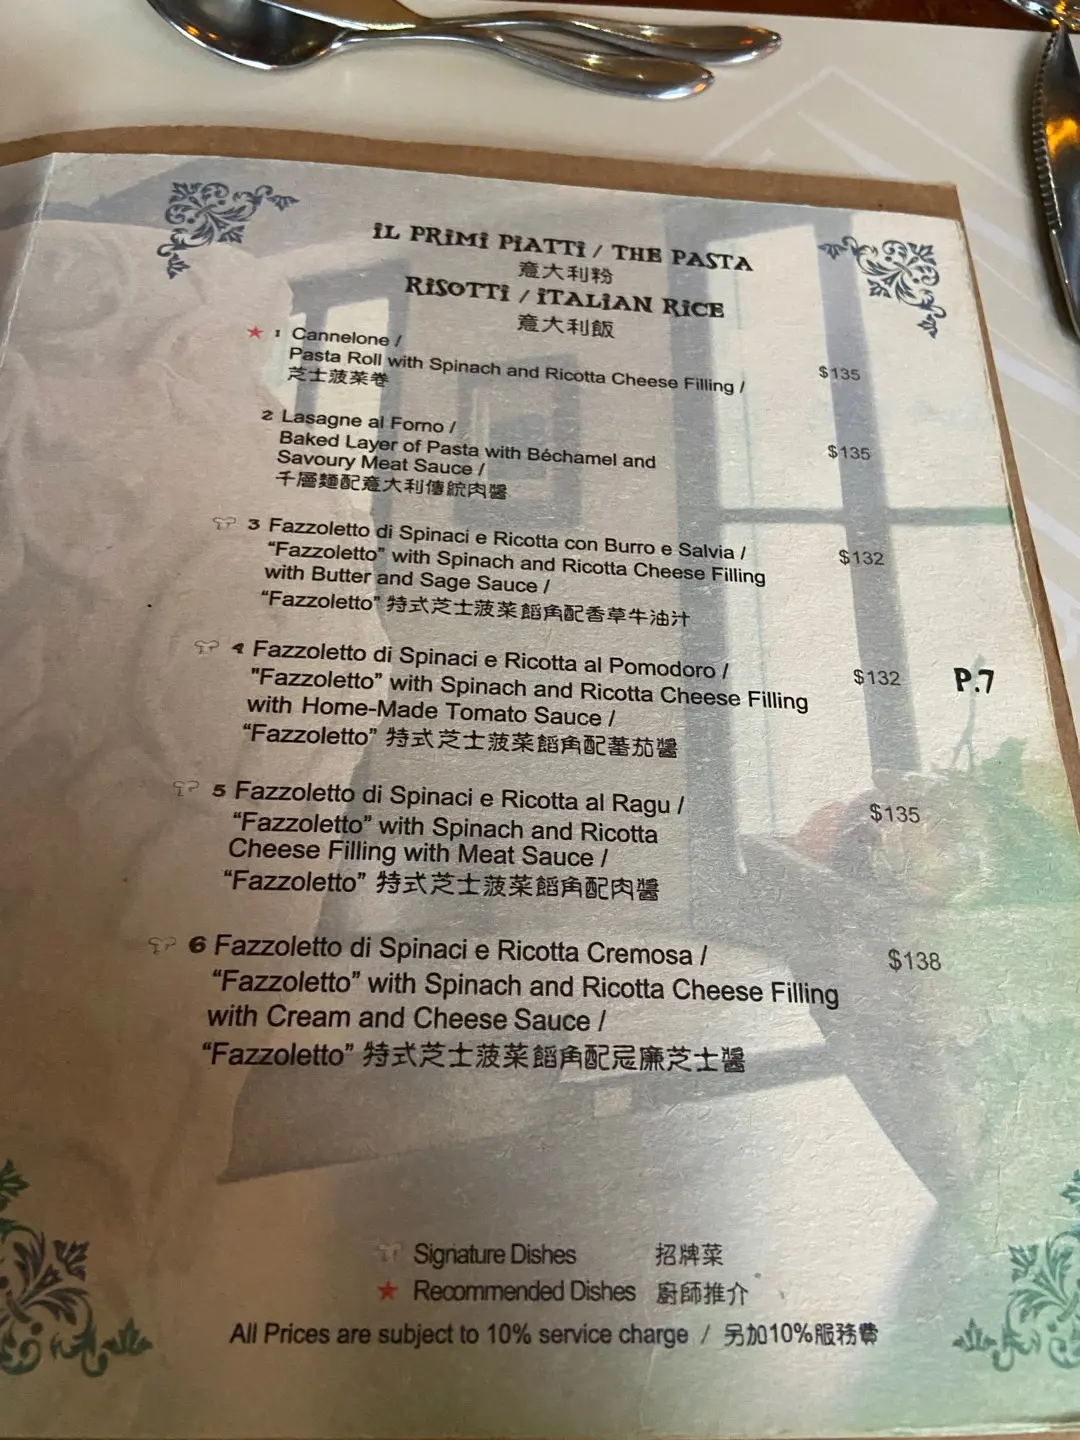 iL PRiMi PiATTi / THE PASTA
意大利粉
RiSOTTi / iTALiAN RiCE
意大利飯
★ 1 Cannelone /
Pasta Roll with Spinach and Ricotta Cheese Filling / $135
芝士菠菜卷
2 Lasagne al Forno /
Baked Layer of Pasta with Béchamel and $135
Savoury Meat Sauce /
千層麵配意大利傳統肉醬
3 Fazzoletto di Spinaci e Ricotta con Burro e Salvia / $132
“Fazzoletto” with Spinach and Ricotta Cheese Filling
with Butter and Sage Sauce /
“Fazzoletto” 特式芝士菠菜餡角配香草牛油汁
4 Fazzoletto di Spinaci e Ricotta al Pomodoro / $132
"Fazzoletto” with Spinach and Ricotta Cheese Filling P.7
with Home-Made Tomato Sauce /
“Fazzoletto” 特式芝士菠菜餡角配蕃茄醬
5 Fazzoletto di Spinaci e Ricotta al Ragu / $135
“Fazzoletto” with Spinach and Ricotta
Cheese Filling with Meat Sauce /
“Fazzoletto” 特式芝士菠菜餡角配肉醬
6 Fazzoletto di Spinaci e Ricotta Cremosa / $138
“Fazzoletto” with Spinach and Ricotta Cheese Filling
with Cream and Cheese Sauce /
“Fazzoletto” 特式芝士菠菜餡角配忌廉芝士醬
Signature Dishes 招牌菜
★ Recommended Dishes 廚師推介
All Prices are subject to 10% service charge / 另加10%服務費